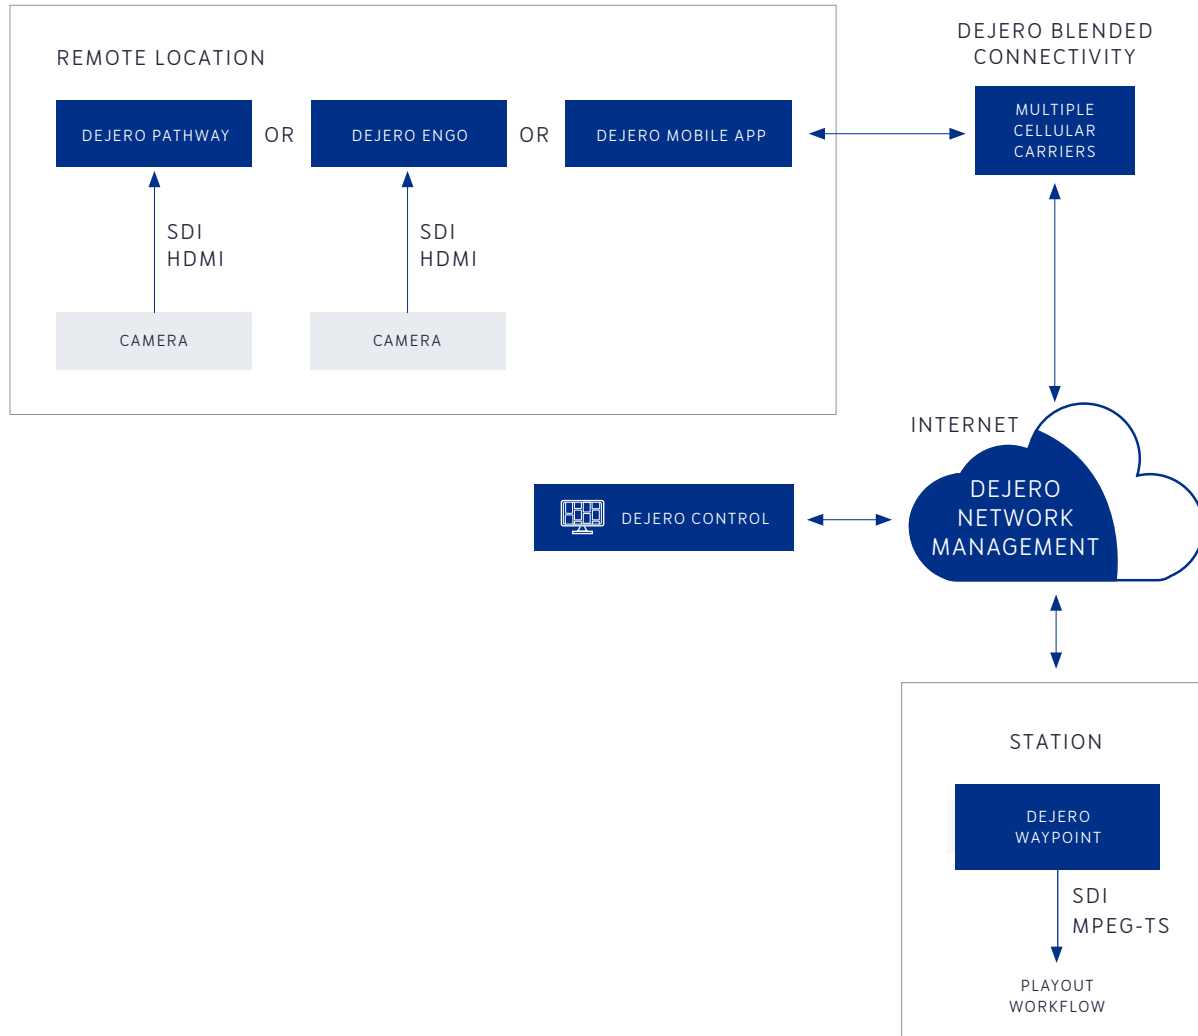 REMOTE LOCATION
DEJERO BLENDED
CONNECTIVITY
DEJERO PATHWAY
OR
DEJERO ENGO
OR
DEJERO MOBILE APP
MULTIPLE
CELLULAR
CARRIERS
SDI
HDMI
SDI
HDMI
CAMERA
CAMERA
INTERNET
DEJERO
NETWORK
MANAGEMENT
DEJERO CONTROL
STATION
DEJERO
WAYPOINT
SDI
MPEG-TS
PLAYOUT
WORKFLOW